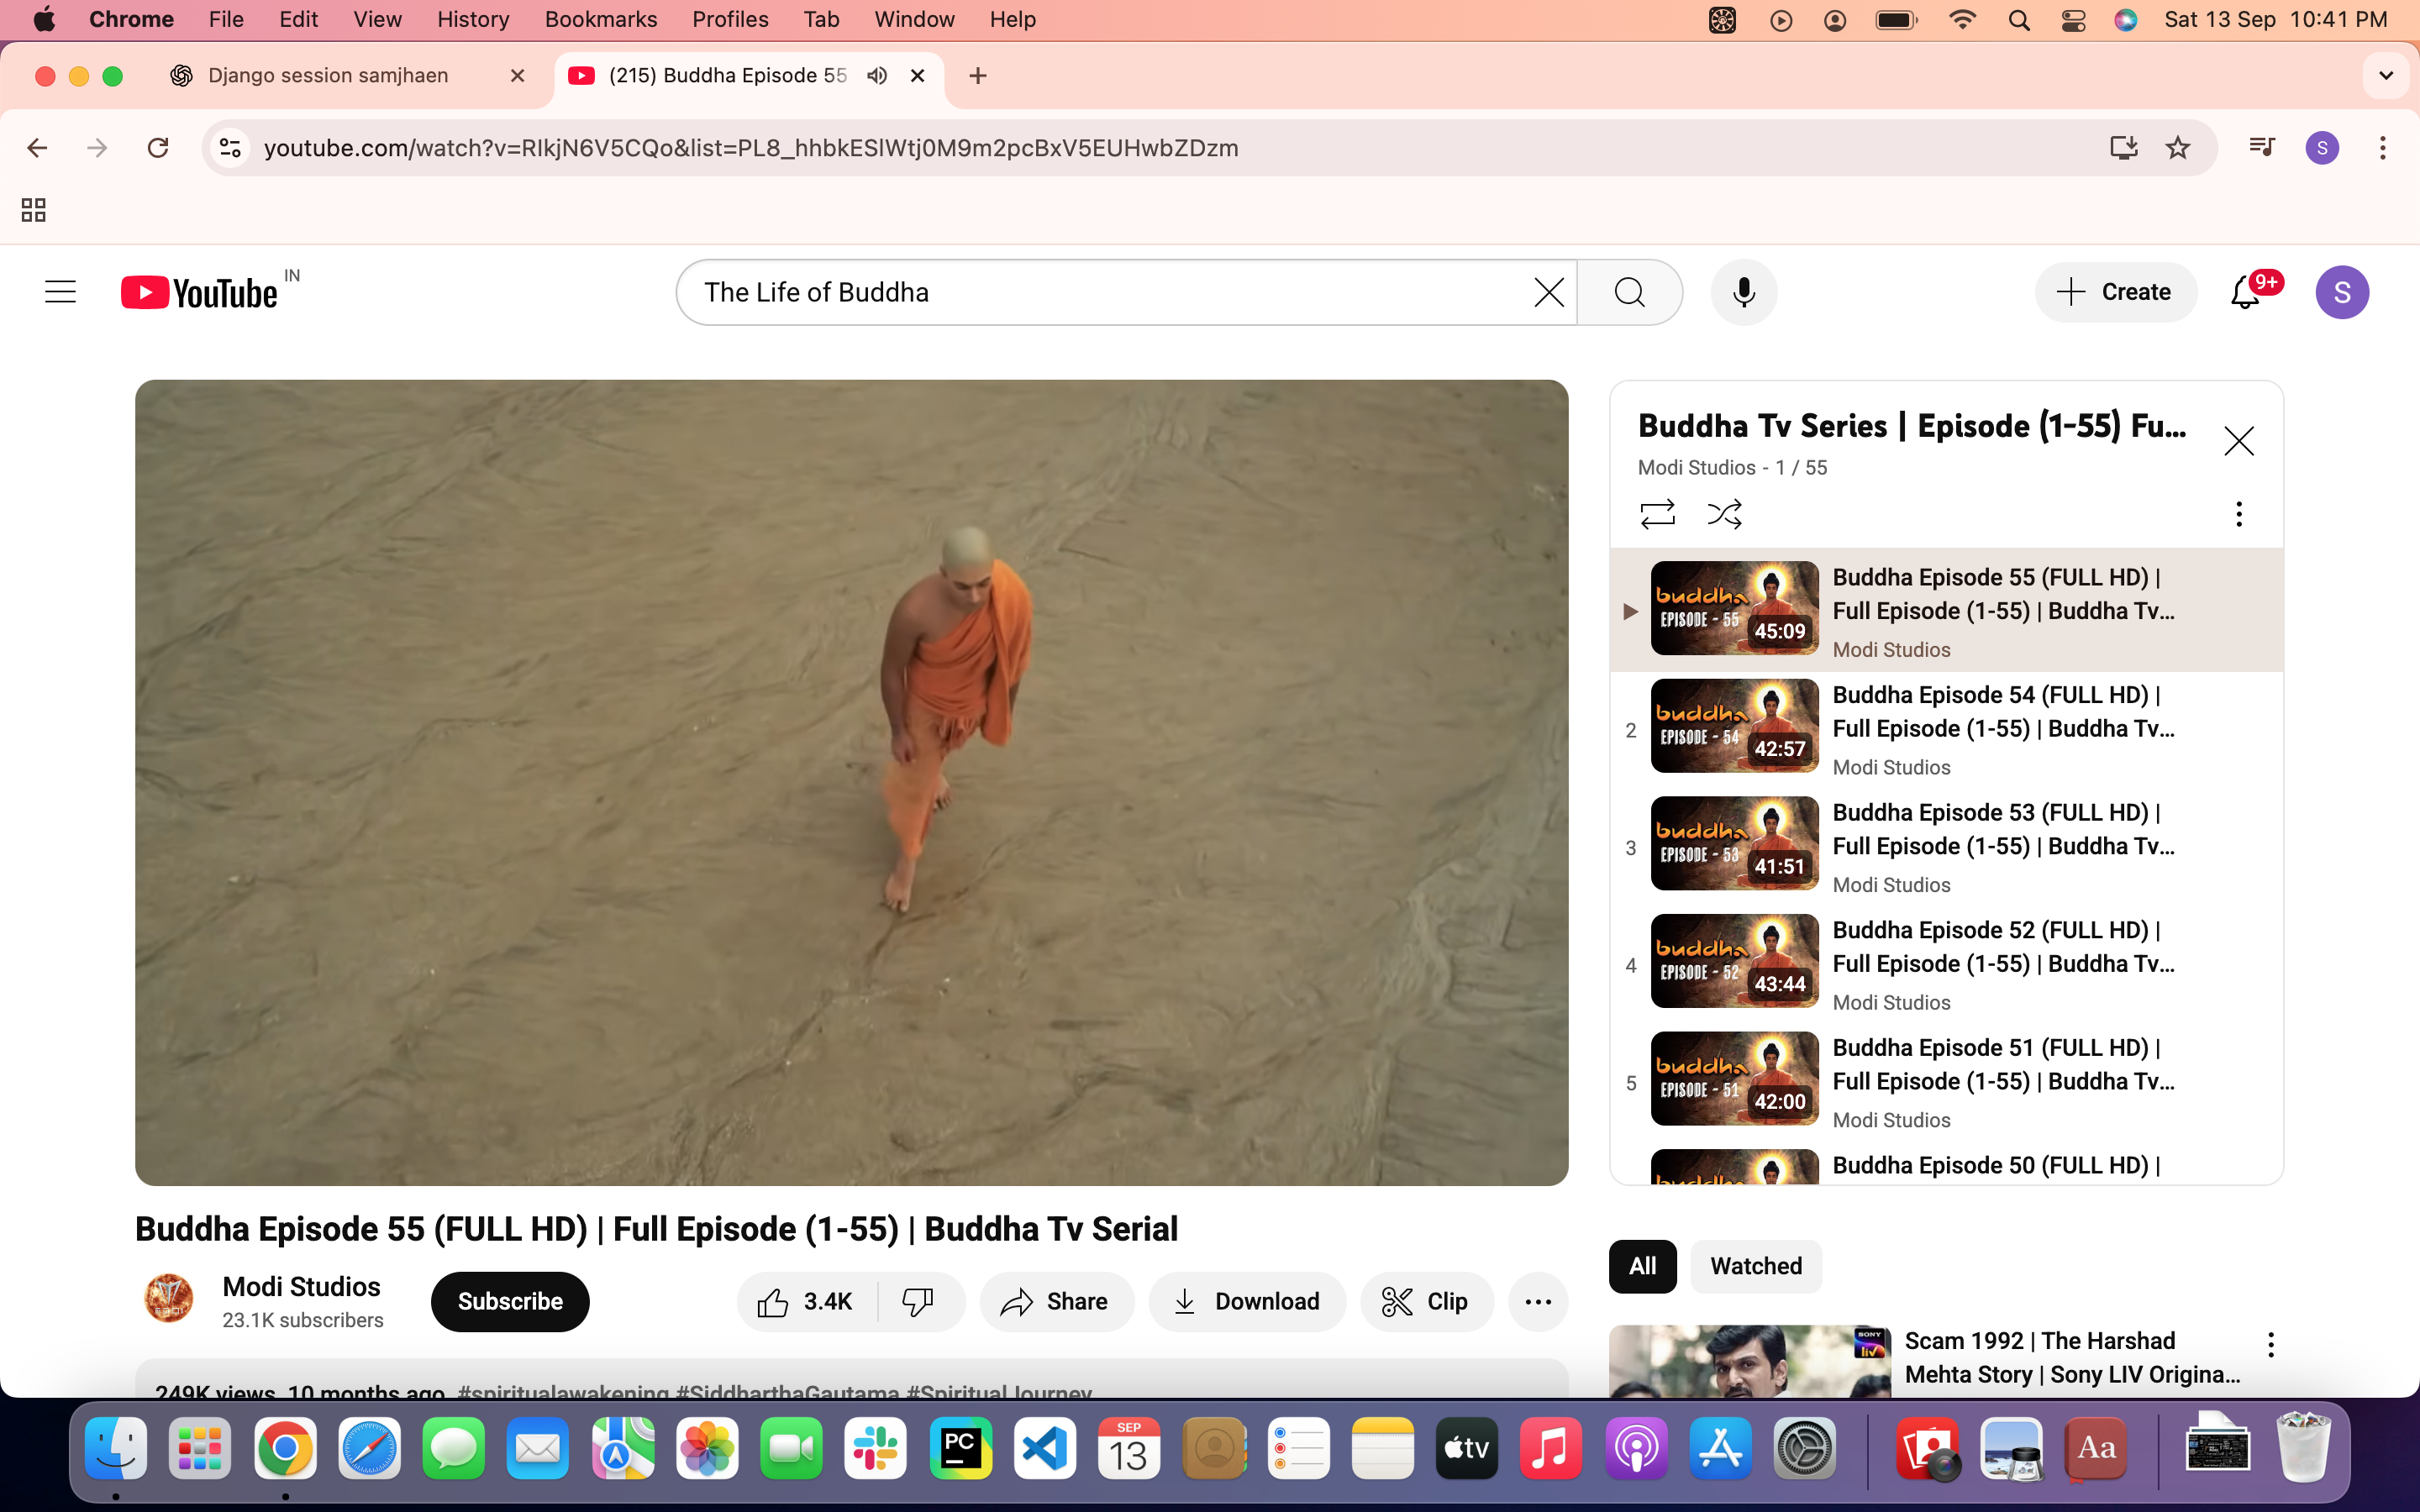 Chrome File Edit View History Bookmarks Profiles Tab Window Help Sat 13 Sep 10:41 PM
Django session samjhaen (215) Buddha Episode 55
youtube.com/watch?v=RIkjN6V5CQo&list=PL8_hhbkESIWtj0M9m2pcBxV5EUHwbZDzm S
YouTube IN The Life of Buddha Create 9+ S
Buddha Tv Series | Episode (1-55) Fu...
Modi Studios - 1 / 55
buddha
EPISODE - 55
45:09
Buddha Episode 55 (FULL HD) |
Full Episode (1-55) | Buddha Tv...
Modi Studios
2
buddha
EPISODE - 54
42:57
Buddha Episode 54 (FULL HD) |
Full Episode (1-55) | Buddha Tv...
Modi Studios
3
buddha
EPISODE - 53
41:51
Buddha Episode 53 (FULL HD) |
Full Episode (1-55) | Buddha Tv...
Modi Studios
4
buddha
EPISODE - 52
43:44
Buddha Episode 52 (FULL HD) |
Full Episode (1-55) | Buddha Tv...
Modi Studios
5
buddha
EPISODE - 51
42:00
Buddha Episode 51 (FULL HD) |
Full Episode (1-55) | Buddha Tv...
Modi Studios
buddha
Buddha Episode 50 (FULL HD) |
Buddha Episode 55 (FULL HD) | Full Episode (1-55) | Buddha Tv Serial
Modi Studios
23.1K subscribers
Subscribe 3.4K Share Download Clip
249K views 10 months ago #spiritualawakening #SiddharthaGautama #SpiritualJourney
All Watched
SONY
liv
Scam 1992 | The Harshad
Mehta Story | Sony LIV Origina...
PC
SEP
13
tv
Aa